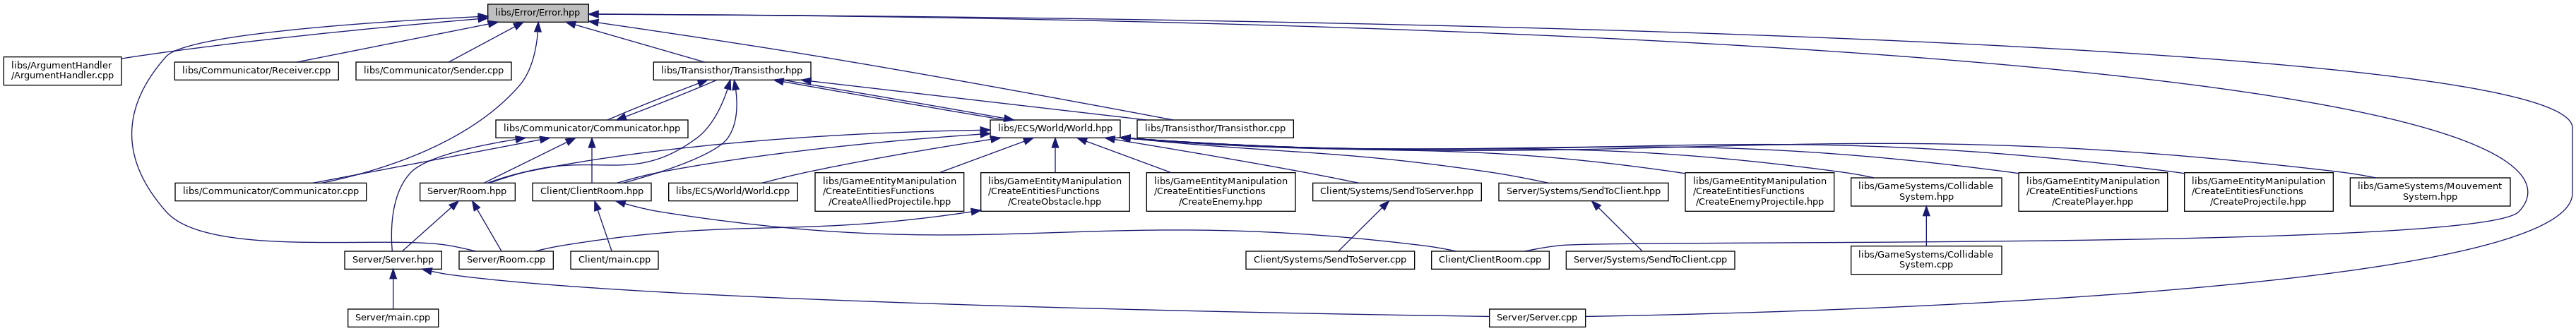 libs/Error/Error.hpp
libs/ArgumentHandler
/ArgumentHandler.cpp
libs/Communicator/Receiver.cpp
libs/Communicator/Sender.cpp
libs/Transisthor/Transisthor.hpp
libs/Communicator/Communicator.hpp
libs/ECS/World/World.hpp
libs/Transisthor/Transisthor.cpp
libs/Communicator/Communicator.cpp
Server/Room.hpp
Client/ClientRoom.hpp
libs/ECS/World/World.cpp
libs/GameEntityManipulation
/CreateEntitiesFunctions
/CreateAlliedProjectile.hpp
libs/GameEntityManipulation
/CreateEntitiesFunctions
/CreateObstacle.hpp
libs/GameEntityManipulation
/CreateEntitiesFunctions
/CreateEnemy.hpp
Client/Systems/SendToServer.hpp
Server/Systems/SendToClient.hpp
libs/GameEntityManipulation
/CreateEntitiesFunctions
/CreateEnemyProjectile.hpp
libs/GameSystems/Collidable
System.hpp
libs/GameEntityManipulation
/CreateEntitiesFunctions
/CreatePlayer.hpp
libs/GameEntityManipulation
/CreateEntitiesFunctions
/CreateProjectile.hpp
libs/GameSystems/Mouvement
System.hpp
Server/Server.hpp
Server/Room.cpp
Client/main.cpp
Client/Systems/SendToServer.cpp
Client/ClientRoom.cpp
Server/Systems/SendToClient.cpp
libs/GameSystems/Collidable
System.cpp
Server/main.cpp
Server/Server.cpp